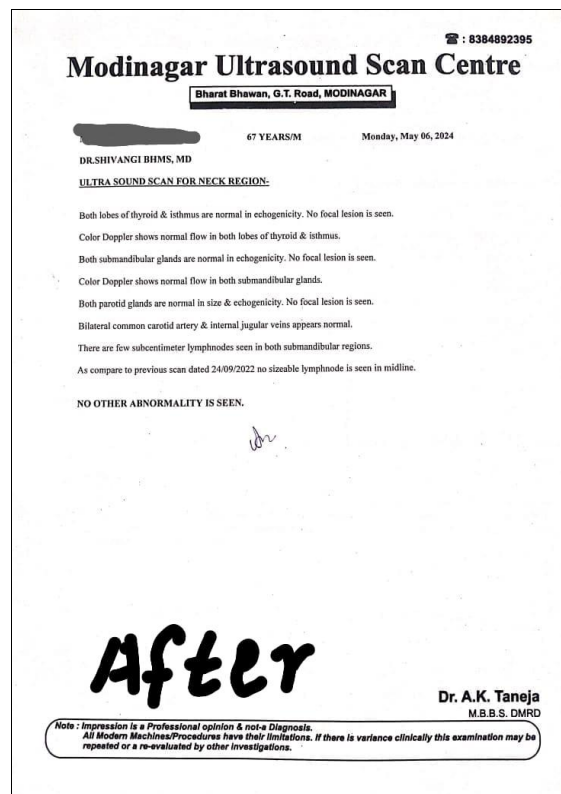 ☎ : 8384892395
Modinagar Ultrasound Scan Centre
Bharat Bhawan, G.T. Road, MODINAGAR
67 YEARS/M Monday, May 06, 2024
DR.SHIVANGI BHMS, MD
ULTRA SOUND SCAN FOR NECK REGION-
Both lobes of thyroid & isthmus are normal in echogenicity. No focal lesion is seen.
Color Doppler shows normal flow in both lobes of thyroid & isthmus.
Both submandibular glands are normal in echogenicity. No focal lesion is seen.
Color Doppler shows normal flow in both submandibular glands.
Both parotid glands are normal in size & echogenicity. No focal lesion is seen.
Bilateral common carotid artery & internal jugular veins appears normal.
There are few subcentimeter lymphnodes seen in both submandibular regions.
As compare to previous scan dated 24/09/2022 no sizeable lymphnode is seen in midline.
NO OTHER ABNORMALITY IS SEEN.
After
Dr. A.K. Taneja
M.B.B.S. DMRD
Note : Impression is a Professional opinion & not-a Diagnosis.
All Modern Machines/Procedures have their limitations. If there is variance clinically this examination may be
repeated or a re-evaluated by other investigations.